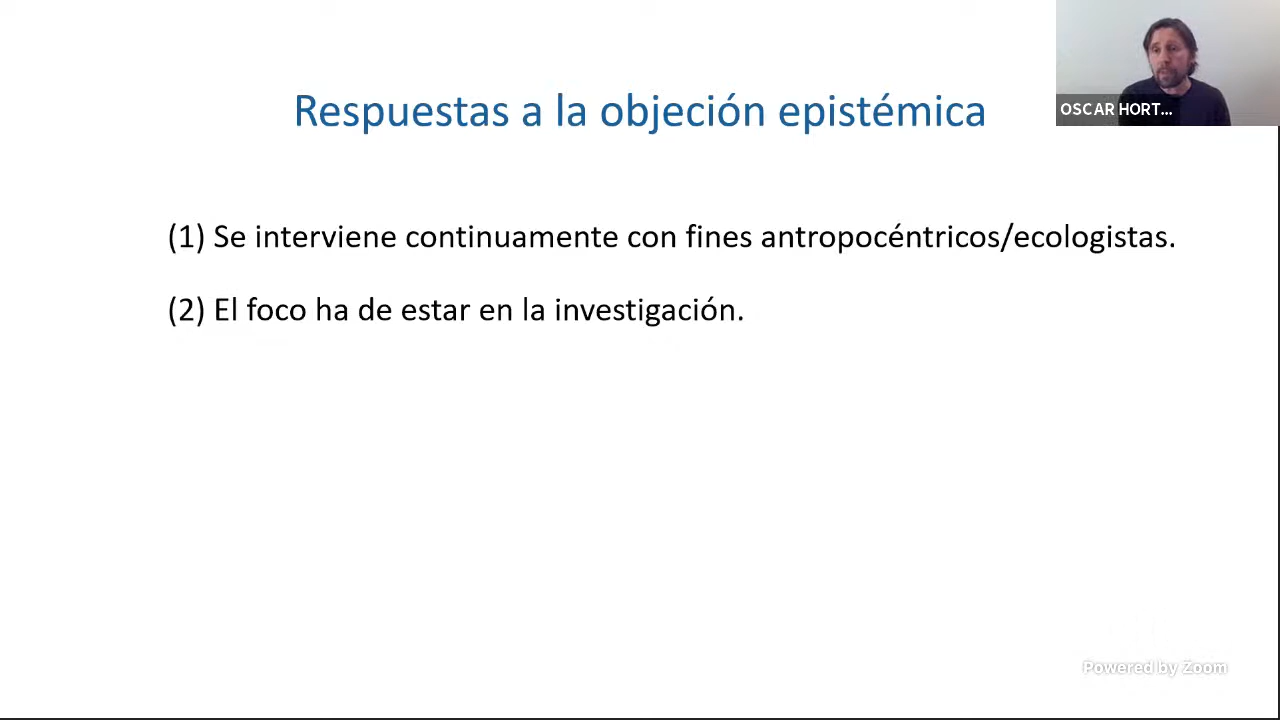 Respuestas a la objeción epistémica
OSCAR HORT...
(1) Se interviene continuamente con fines antropocéntricos/ecologistas.
(2) El foco ha de estar en la investigación.
Powered by Zoom